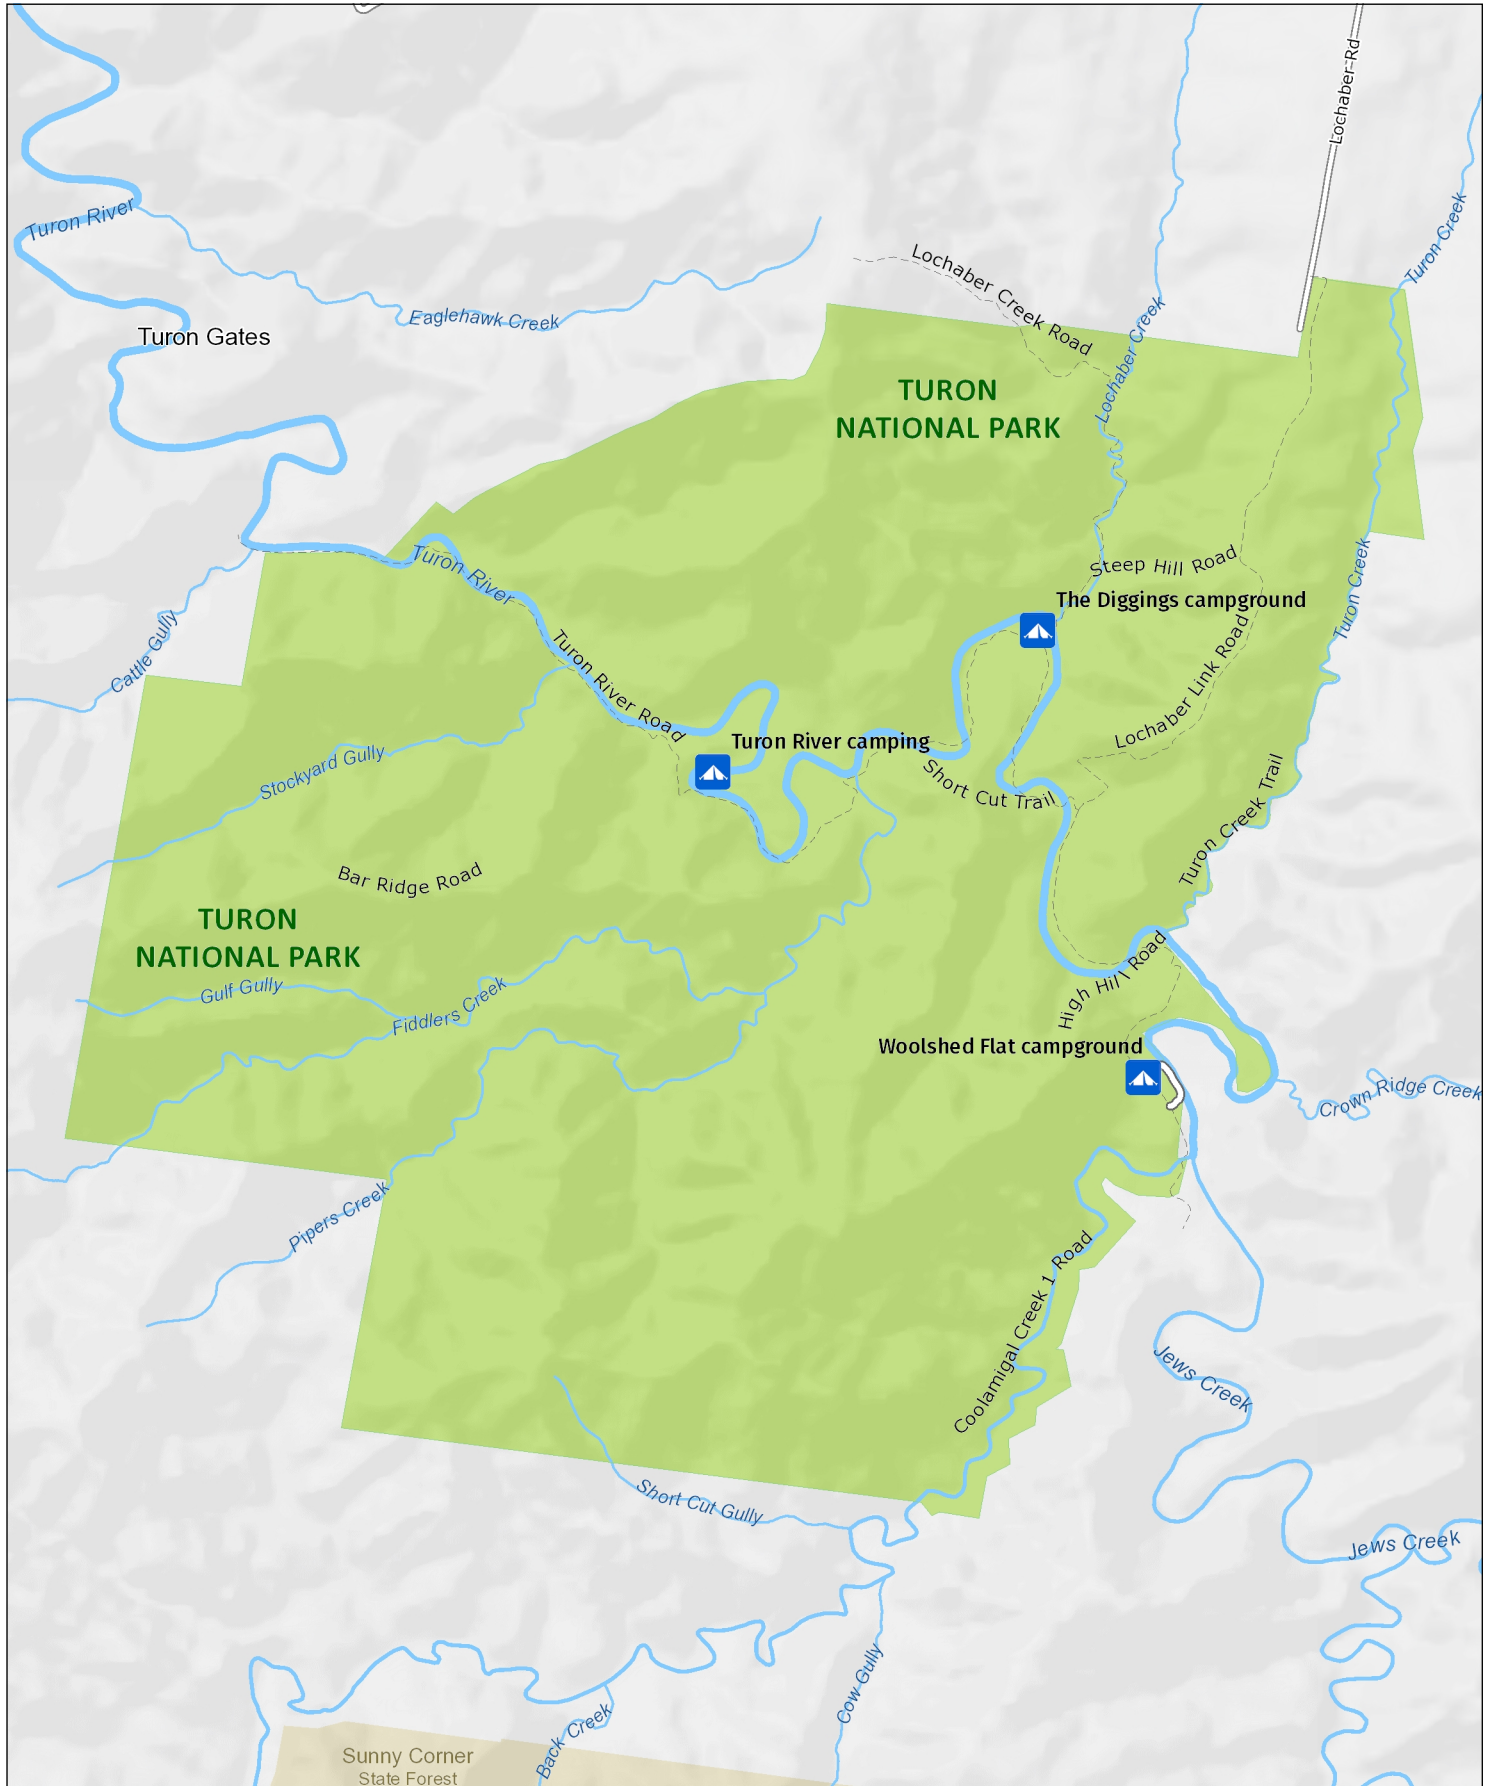 Lochaber-Rd
Turon River
Turon Creek
Lochaber Creek Road
Eaglehawk Creek
Turon Gates
Lochaber Creek
TURON
NATIONAL PARK
Turon River
Steep Hill Road
Turon Creek
The Diggings campground
Cattle Gully
Turon River Road
Lochaber Link Road
Turon River camping
Stockyard Gully
Short Cut Trail
Turon Creek Trail
Bar Ridge Road
TURON
NATIONAL PARK
Gulf Gully
Fiddlers Creek
High Hill Road
Woolshed Flat campground
Crown Ridge Creek
Pipers Creek
Coolamigal Creek 1 Road
Jews Creek
Short Cut Gully
Jews Creek
Cow Gully
Back Creek
Sunny Corner
State Forest